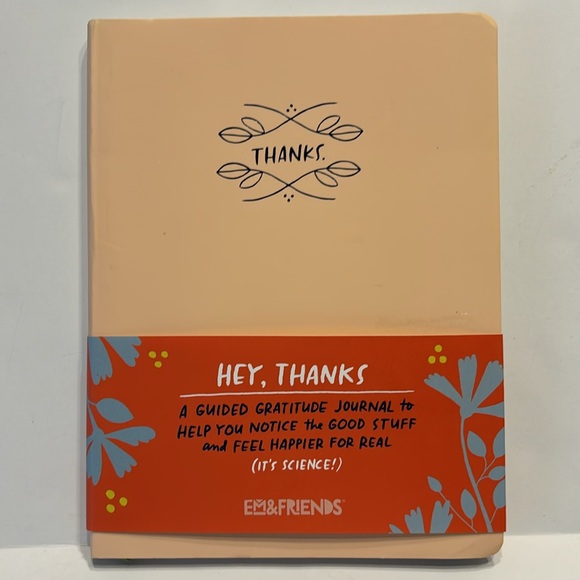 THANKS.
HEY, THANKS
A GUIDED GRATITUDE JOURNAL to
HELP YOU NOTICE the GOOD STUFF
and FEEL HAPPIER FOR REAL
(IT'S SCIENCE!)
EM&FRIENDS